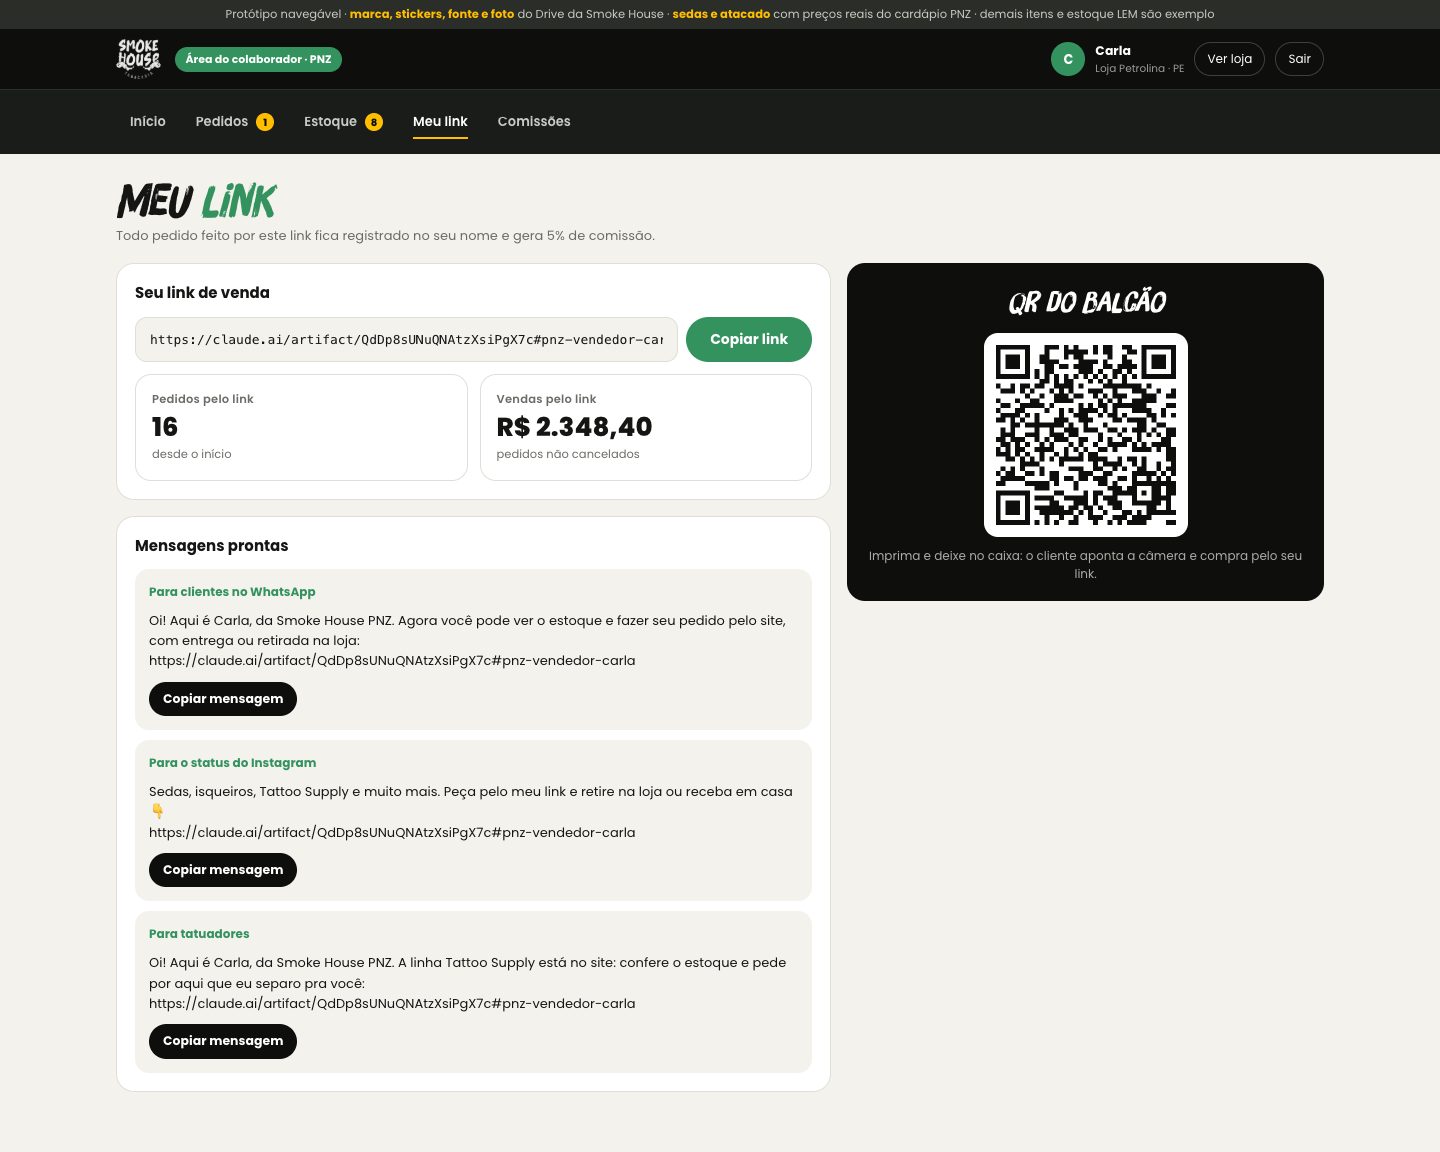 Protótipo navegável · marca, stickers, fonte e foto do Drive da Smoke House · sedas e atacado com preços reais do cardápio PNZ · demais itens e estoque LEM são exemplo
SMOKE
HOUSE
TABACARIA
Área do colaborador · PNZ
C
Carla
Loja Petrolina · PE
Ver loja
Sair
Início
Pedidos 1
Estoque 8
Meu link
Comissões
MEU LINK
Todo pedido feito por este link fica registrado no seu nome e gera 5% de comissão.
Seu link de venda
https://claude.ai/artifact/QdDp8sUNuQNAtzXsiPgX7c#pnz-vendedor-car
Copiar link
Pedidos pelo link
16
desde o início
Vendas pelo link
R$ 2.348,40
pedidos não cancelados
QR DO BALCÃO
Imprima e deixe no caixa: o cliente aponta a câmera e compra pelo seu
link.
Mensagens prontas
Para clientes no WhatsApp
Oi! Aqui é Carla, da Smoke House PNZ. Agora você pode ver o estoque e fazer seu pedido pelo site,
com entrega ou retirada na loja:
https://claude.ai/artifact/QdDp8sUNuQNAtzXsiPgX7c#pnz-vendedor-carla
Copiar mensagem
Para o status do Instagram
Sedas, isqueiros, Tattoo Supply e muito mais. Peça pelo meu link e retire na loja ou receba em casa
👇
https://claude.ai/artifact/QdDp8sUNuQNAtzXsiPgX7c#pnz-vendedor-carla
Copiar mensagem
Para tatuadores
Oi! Aqui é Carla, da Smoke House PNZ. A linha Tattoo Supply está no site: confere o estoque e pede
por aqui que eu separo pra você:
https://claude.ai/artifact/QdDp8sUNuQNAtzXsiPgX7c#pnz-vendedor-carla
Copiar mensagem